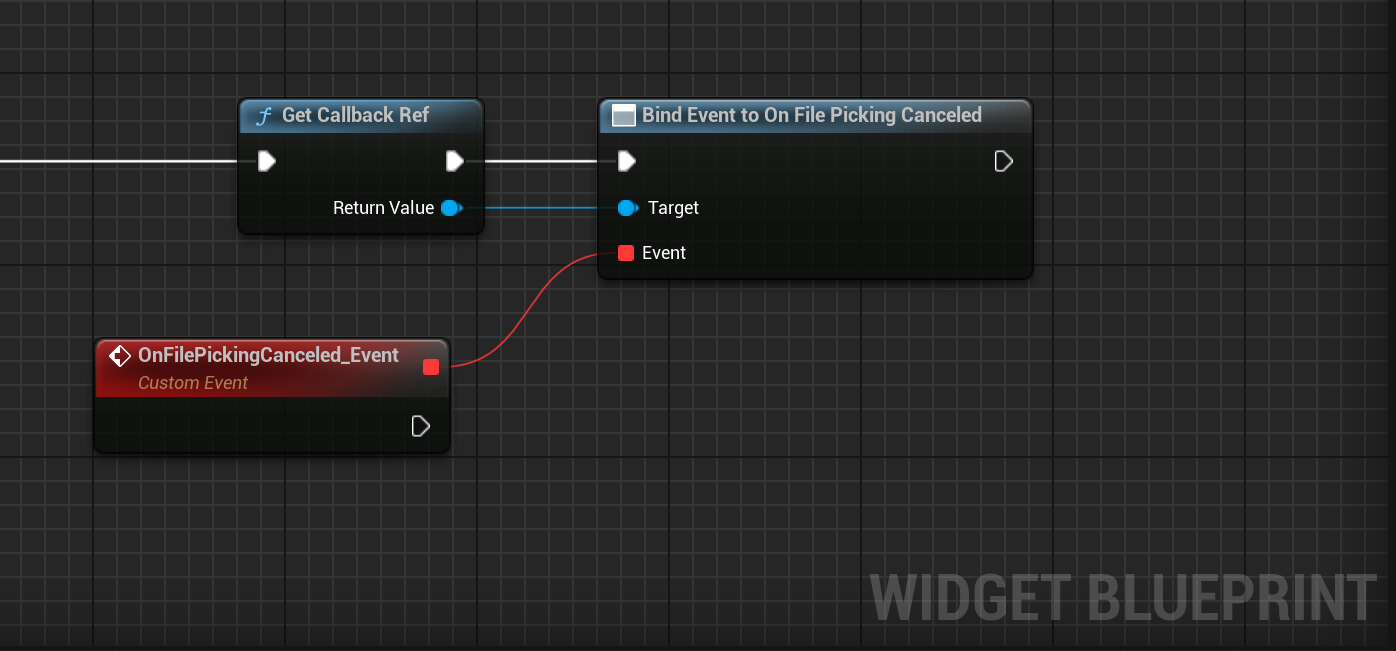 Get Callback Ref
Bind Event to On File Picking Canceled
Return Value
Target
Event
OnFilePickingCanceled_Event
Custom Event
WIDGET BLUEPRINT